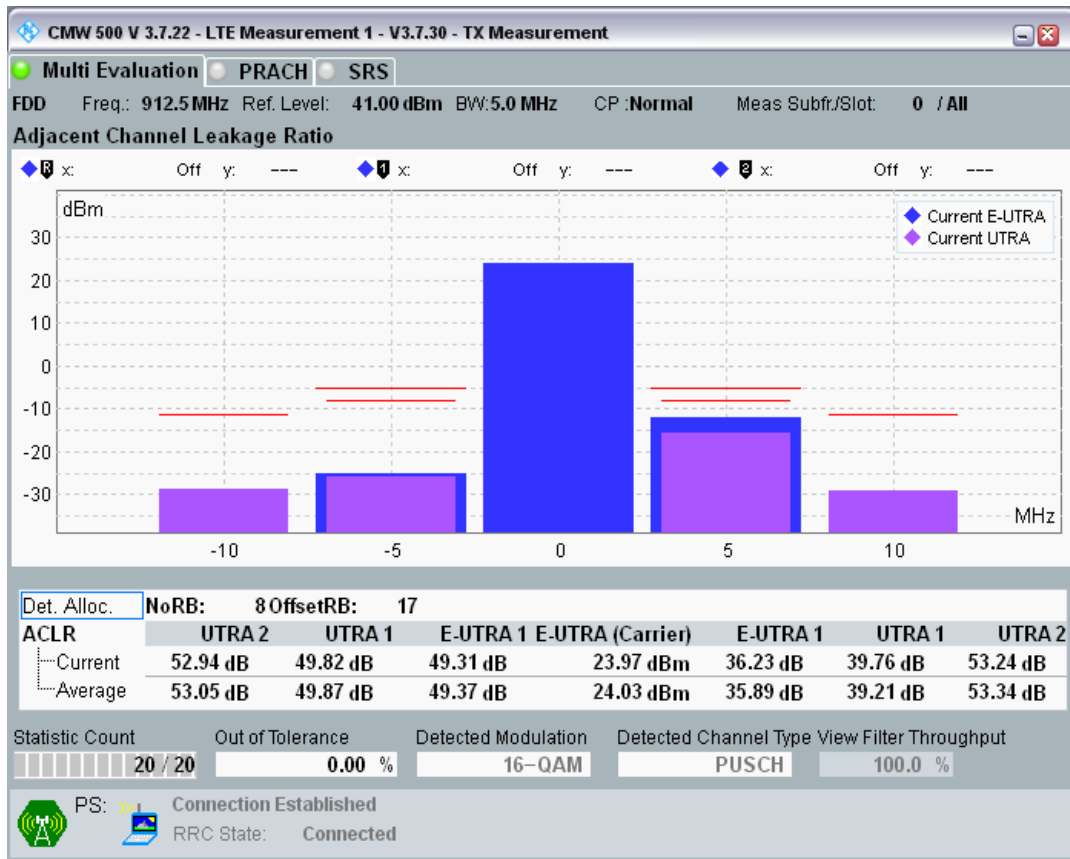 CMW 500 V 3.7.22 - LTE Measurement 1 - V3.7.30 - TX Measurement
Multi Evaluation PRACH SRS
FDD Freq.: 912.5 MHz Ref. Level: 41.00 dBm BW: 5.0 MHz CP : Normal Meas Subfr./Slot: 0 / All
Adjacent Channel Leakage Ratio
R x: Off y: --- 1 x: Off y: --- 2 x: Off y: ---
dBm
Current E-UTRA
Current UTRA
30
20
10
0
-10
-20
-30
MHz
-10 -5 0 5 10
Det. Alloc. NoRB: 8 OffsetRB: 17
ACLR UTRA 2 UTRA 1 E-UTRA 1 E-UTRA (Carrier) E-UTRA 1 UTRA 1 UTRA 2
Current 52.94 dB 49.82 dB 49.31 dB 23.97 dBm 36.23 dB 39.76 dB 53.24 dB
Average 53.05 dB 49.87 dB 49.37 dB 24.03 dBm 35.89 dB 39.21 dB 53.34 dB
Statistic Count Out of Tolerance Detected Modulation Detected Channel Type View Filter Throughput
20 / 20 0.00 % 16-QAM PUSCH 100.0 %
PS: Connection Established
RRC State: Connected